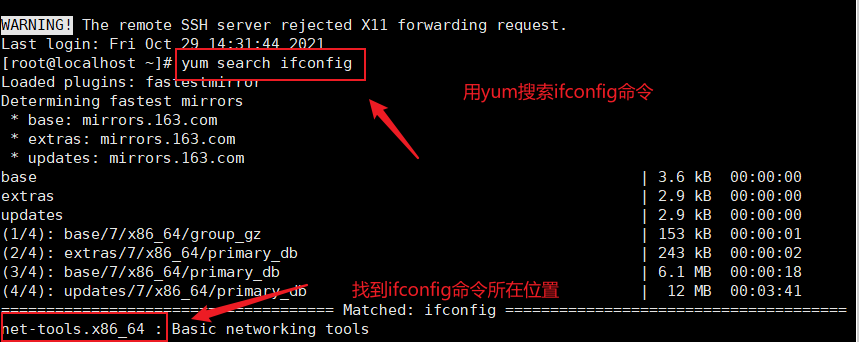 WARNING! The remote SSH server rejected X11 forwarding request.
Last login: Fri Oct 29 14:31:44 2021
[root@localhost ~]# yum search ifconfig
Loaded plugins: fastestmirror
用yum搜索ifconfig命令
Determining fastest mirrors
* base: mirrors.163.com
* extras: mirrors.163.com
* updates: mirrors.163.com
base | 3.6 kB 00:00:00
extras | 2.9 kB 00:00:00
updates | 2.9 kB 00:00:00
(1/4): base/7/x86_64/group_gz | 153 kB 00:00:01
(2/4): extras/7/x86_64/primary_db | 243 kB 00:00:02
(3/4): base/7/x86_64/primary_db | 6.1 MB 00:00:18
(4/4): updates/7/x86_64/primary_db | 12 MB 00:03:41
找到ifconfig命令所在位置
===================================== Matched: ifconfig ======================================
net-tools.x86_64 : Basic networking tools